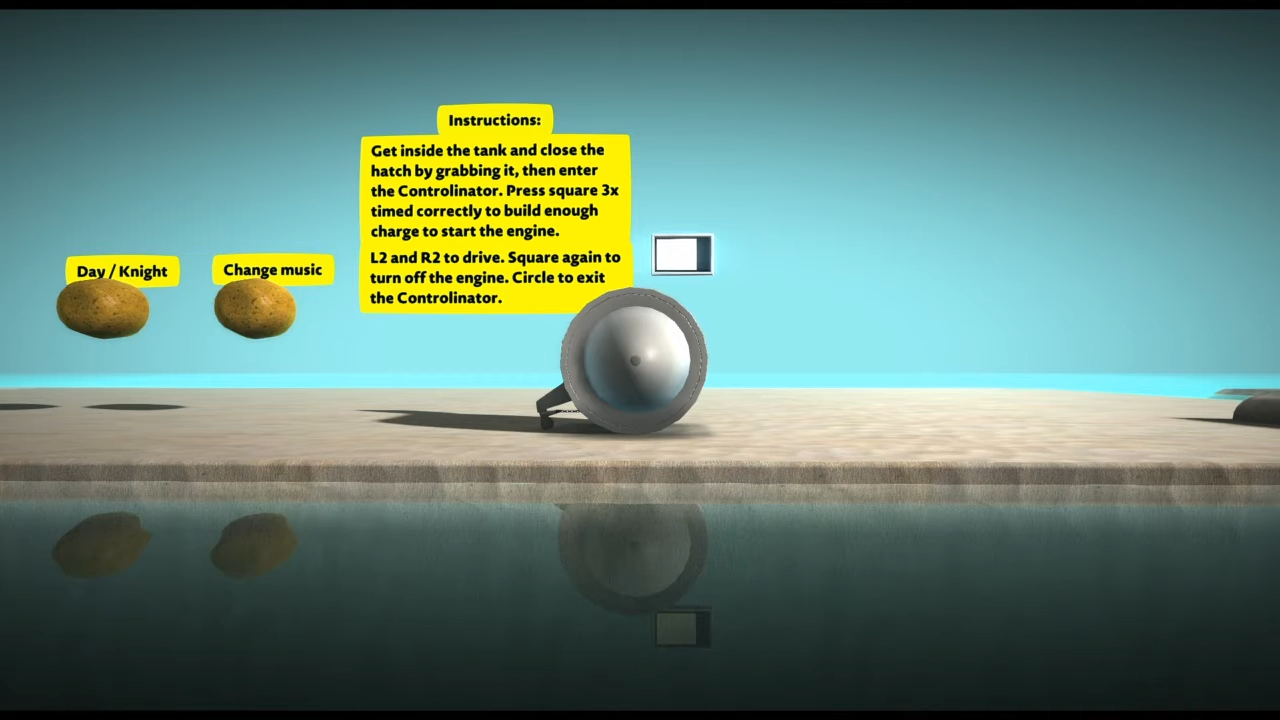 Instructions:
Get inside the tank and close the
hatch by grabbing it, then enter
the Controlinator. Press square 3x
timed correctly to build enough
charge to start the engine.
L2 and R2 to drive. Square again to
turn off the engine. Circle to exit
the Controlinator.
Day / Knight
Change music